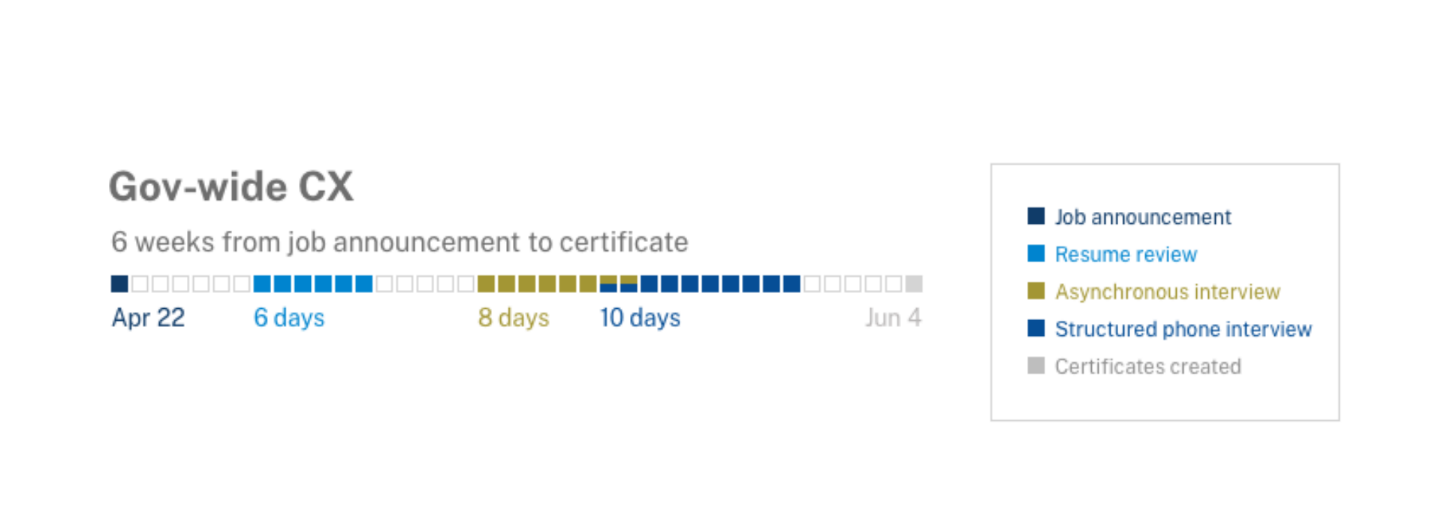 Gov-wide CX
6 weeks from job announcement to certificate
Apr 22 6 days 8 days 10 days Jun 4
Job announcement
Resume review
Asynchronous interview
Structured phone interview
Certificates created